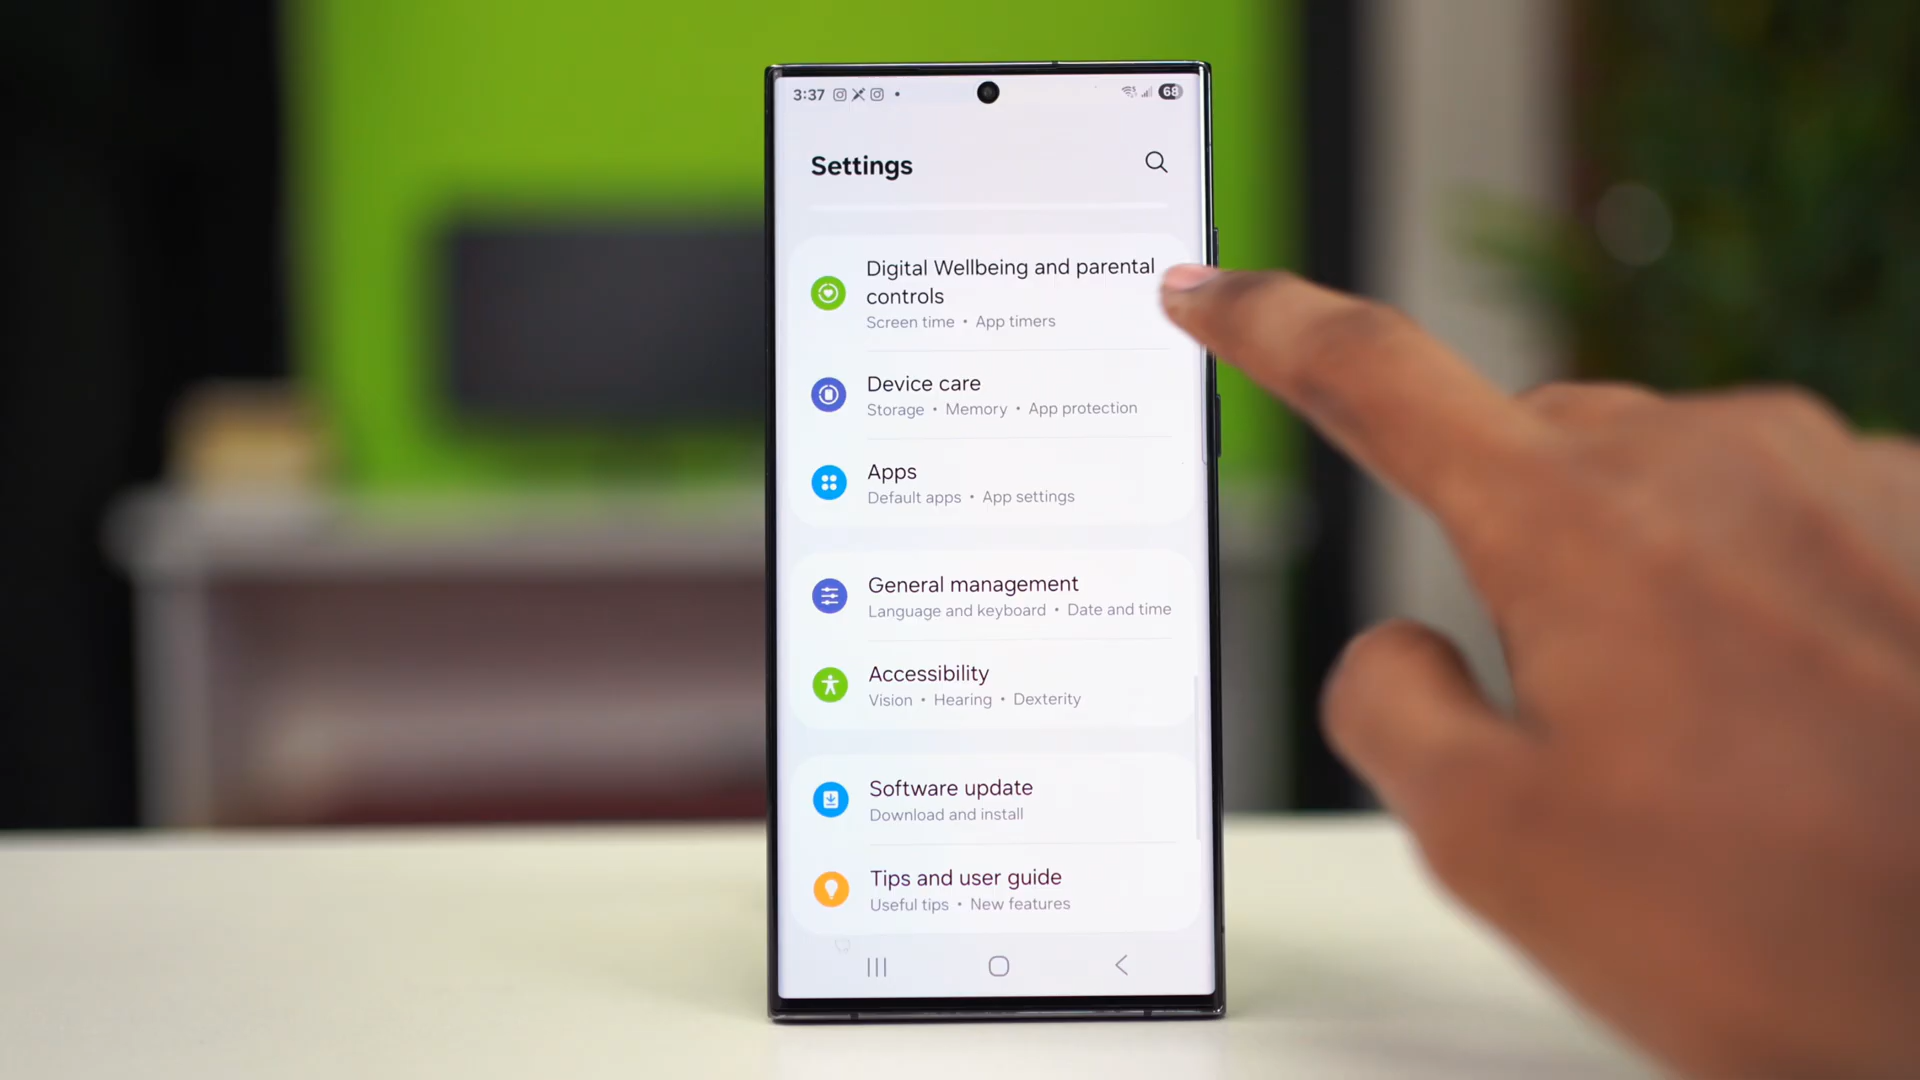 3:37
68
Settings
Digital Wellbeing and parental
controls
Screen time • App timers
Device care
Storage • Memory • App protection
Apps
Default apps • App settings
General management
Language and keyboard • Date and time
Accessibility
Vision • Hearing • Dexterity
Software update
Download and install
Tips and user guide
Useful tips • New features